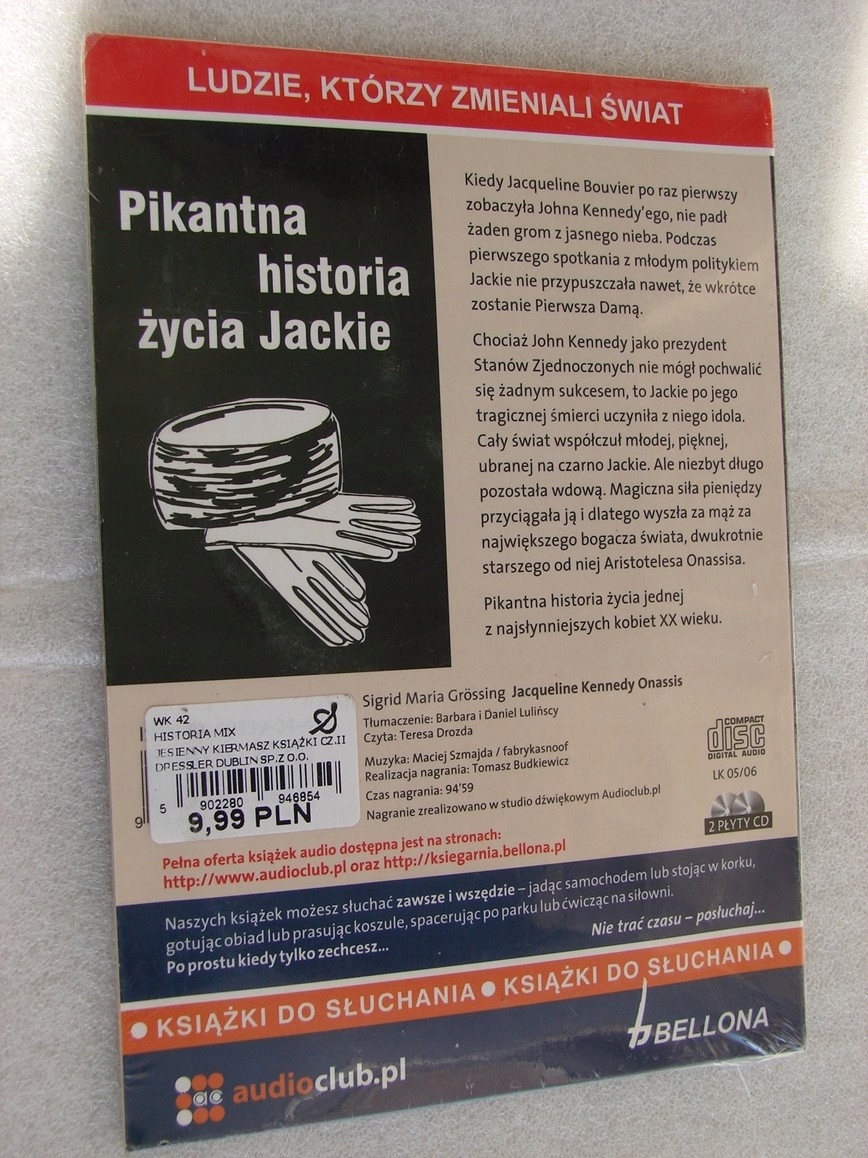 LUDZIE, KTÓRZY ZMIENIALI ŚWIAT
Pikantna
historia
życia Jackie
Kiedy Jacqueline Bouvier po raz pierwszy
zobaczyła Johna Kennedy'ego, nie padł
żaden grom z jasnego nieba. Podczas
pierwszego spotkania z młodym politykiem
Jackie nie przypuszczała nawet, że wkrótce
zostanie Pierwsza Damą.
Chociaż John Kennedy jako prezydent
Stanów Zjednoczonych nie mógł pochwalić
się żadnym sukcesem, to Jackie po jego
tragicznej śmierci uczyniła z niego idola.
Cały świat współczuł młodej, pięknej,
ubranej na czarno Jackie. Ale niezbyt długo
pozostała wdową. Magiczna siła pieniędzy
przyciągała ją i dlatego wyszła za mąż za
największego bogacza świata, dwukrotnie
starszego od niej Aristotelesa Onassisa.
Pikantna historia życia jednej
z najsłynniejszych kobiet XX wieku.
Sigrid Maria Grössing Jacqueline Kennedy Onassis
Tłumaczenie: Barbara i Daniel Lulińscy
Czyta: Teresa Drozda
Muzyka: Maciej Szmajda / fabrykasnoof
Realizacja nagrania: Tomasz Budkiewicz
Czas nagrania: 94'59
Nagranie zrealizowano w studio dźwiękowym Audioclub.pl
COMPACT
disc
DIGITAL AUDIO
LK 05/06
2 PŁYTY CD
WK 42
HISTORIA MIX
JESIENNY KIERMASZ KSIĄŻKI CZ.II
DRESSLER DUBLIN SP.Z O.O.
5 902280 946854
9,99 PLN
9
Pełna oferta książek audio dostępna jest na stronach:
http://www.audioclub.pl oraz http://ksiegarnia.bellona.pl
Naszych książek możesz słuchać zawsze i wszędzie – jadąc samochodem lub stojąc w korku,
gotując obiad lub prasując koszule, spacerując po parku lub ćwicząc na siłowni.
Po prostu kiedy tylko zechcesz...
Nie trać czasu – posłuchaj...
● KSIĄŻKI DO SŁUCHANIA ● KSIĄŻKI DO SŁUCHANIA ●
BELLONA
ac audioclub.pl